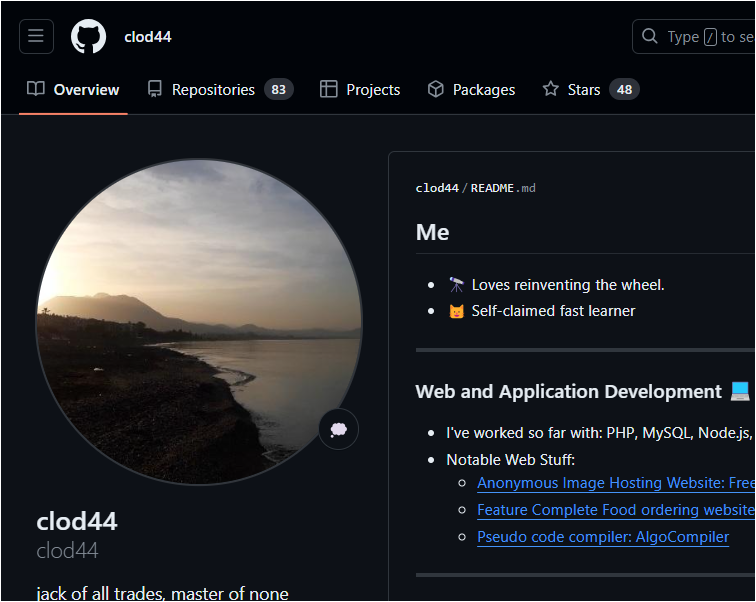 clod44
Type / to se
Overview
Repositories 83
Projects
Packages
Stars 48
clod44/README.md
Me
Loves reinventing the wheel.
Self-claimed fast learner
Web and Application Development
I've worked so far with: PHP, MySQL, Node.js,
Notable Web Stuff:
Anonymous Image Hosting Website: Free
Feature Complete Food ordering website
Pseudo code compiler: AlgoCompiler
clod44
clod44
jack of all trades, master of none